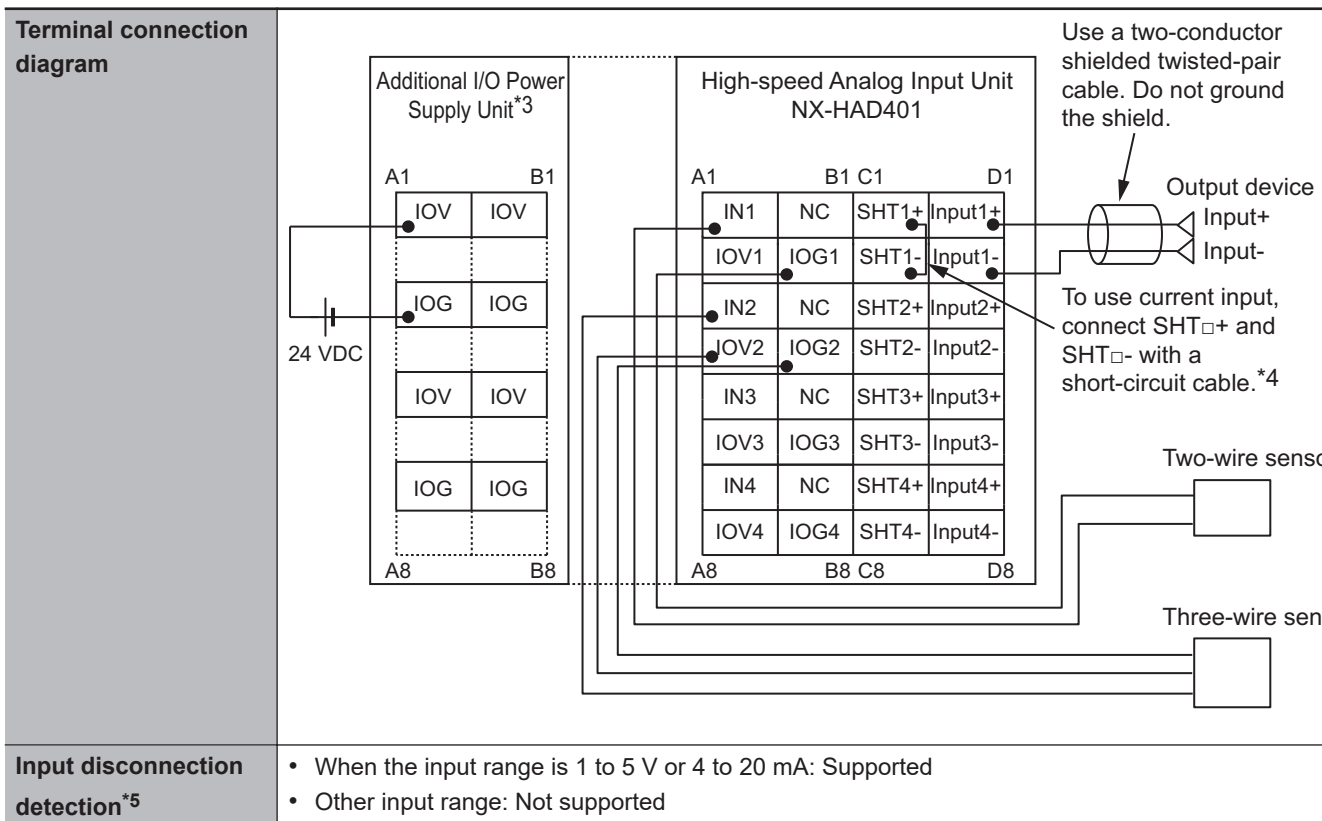 Terminal connection
diagram
Additional I/O Power
Supply Unit*3
A1 B1
IOV IOV
IOG IOG
24 VDC
IOV IOV
IOG IOG
A8 B8
High-speed Analog Input Unit
NX-HAD401
A1 B1 C1 D1
IN1 NC SHT1+ Input1+
IOV1 IOG1 SHT1- Input1-
IN2 NC SHT2+ Input2+
IOV2 IOG2 SHT2- Input2-
IN3 NC SHT3+ Input3+
IOV3 IOG3 SHT3- Input3-
IN4 NC SHT4+ Input4+
IOV4 IOG4 SHT4- Input4-
A8 B8 C8 D8
Use a two-conductor
shielded twisted-pair
cable. Do not ground
the shield.
Output device
Input+
Input-
To use current input,
connect SHT□+ and
SHT□- with a
short-circuit cable.*4
Two-wire senso
Three-wire sen
Input disconnection
detection*5
• When the input range is 1 to 5 V or 4 to 20 mA: Supported
• Other input range: Not supported